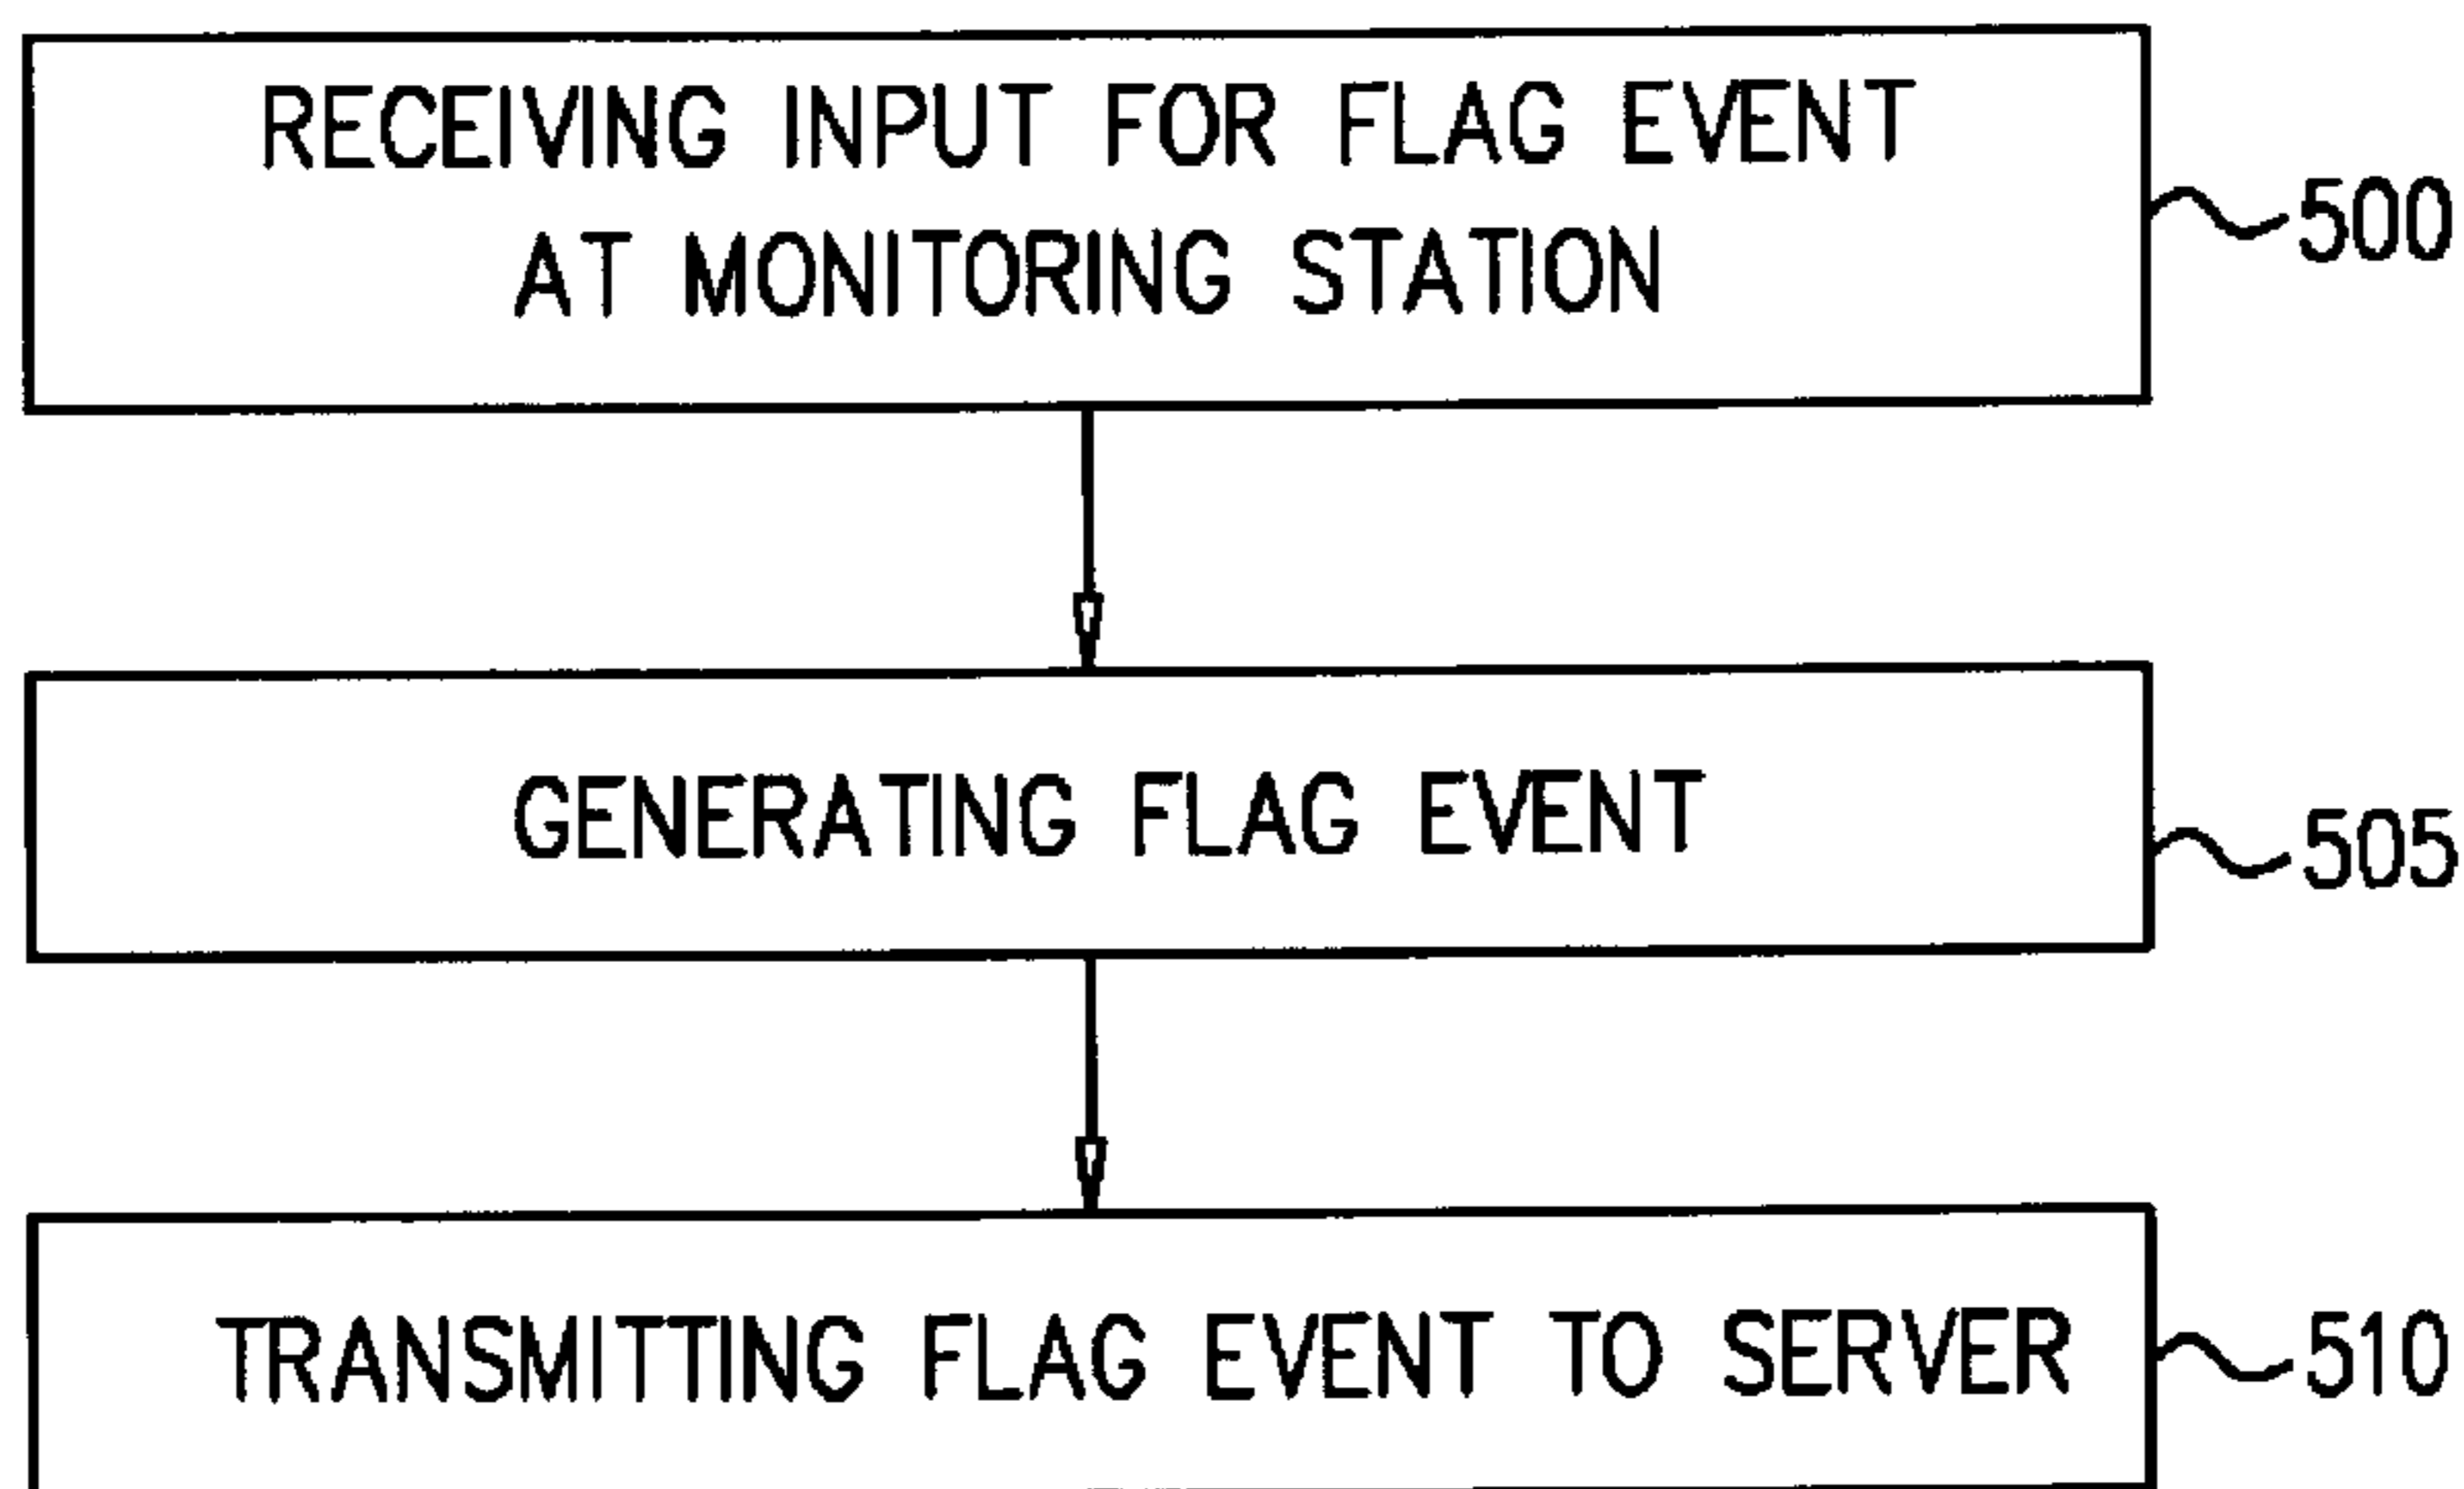 RECEIVING INPUT FOR FLAG EVENT
AT MONITORING STATION
500
GENERATING FLAG EVENT
505
TRANSMITTING FLAG EVENT TO SERVER
510